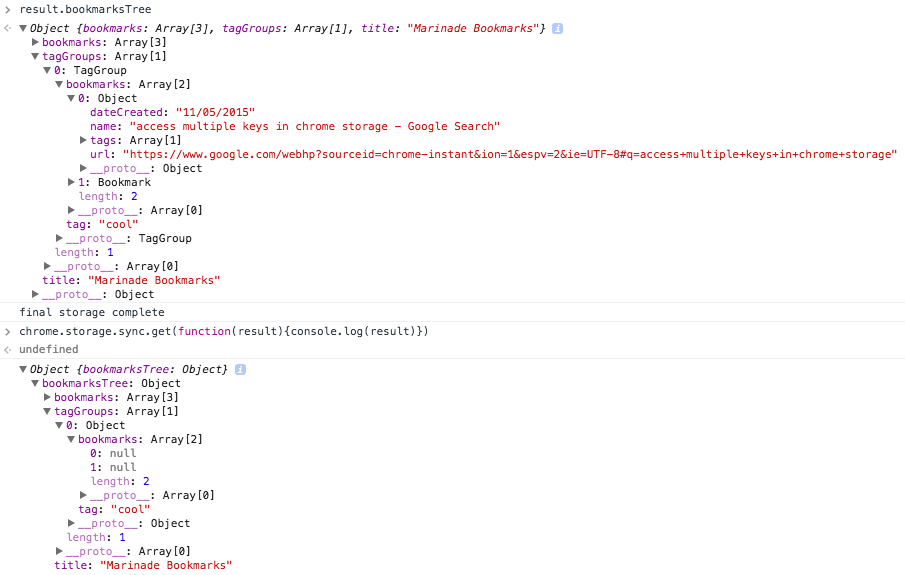 result.bookmarksTree
Object {bookmarks: Array[3], tagGroups: Array[1], title: "Marinade Bookmarks"} i
bookmarks: Array[3]
tagGroups: Array[1]
0: TagGroup
bookmarks: Array[2]
0: Object
dateCreated: "11/05/2015"
name: "access multiple keys in chrome storage - Google Search"
tags: Array[1]
url: "https://www.google.com/webhp?sourceid=chrome-instant&ion=1&espv=2&ie=UTF-8#q=access+multiple+keys+in+chrome+storage"
__proto__: Object
1: Bookmark
length: 2
__proto__: Array[0]
tag: "cool"
__proto__: TagGroup
length: 1
__proto__: Array[0]
title: "Marinade Bookmarks"
__proto__: Object
final storage complete
chrome.storage.sync.get(function(result){console.log(result)})
undefined
Object {bookmarksTree: Object} i
bookmarksTree: Object
bookmarks: Array[3]
tagGroups: Array[1]
0: Object
bookmarks: Array[2]
0: null
1: null
length: 2
__proto__: Array[0]
tag: "cool"
__proto__: Object
length: 1
__proto__: Array[0]
title: "Marinade Bookmarks"